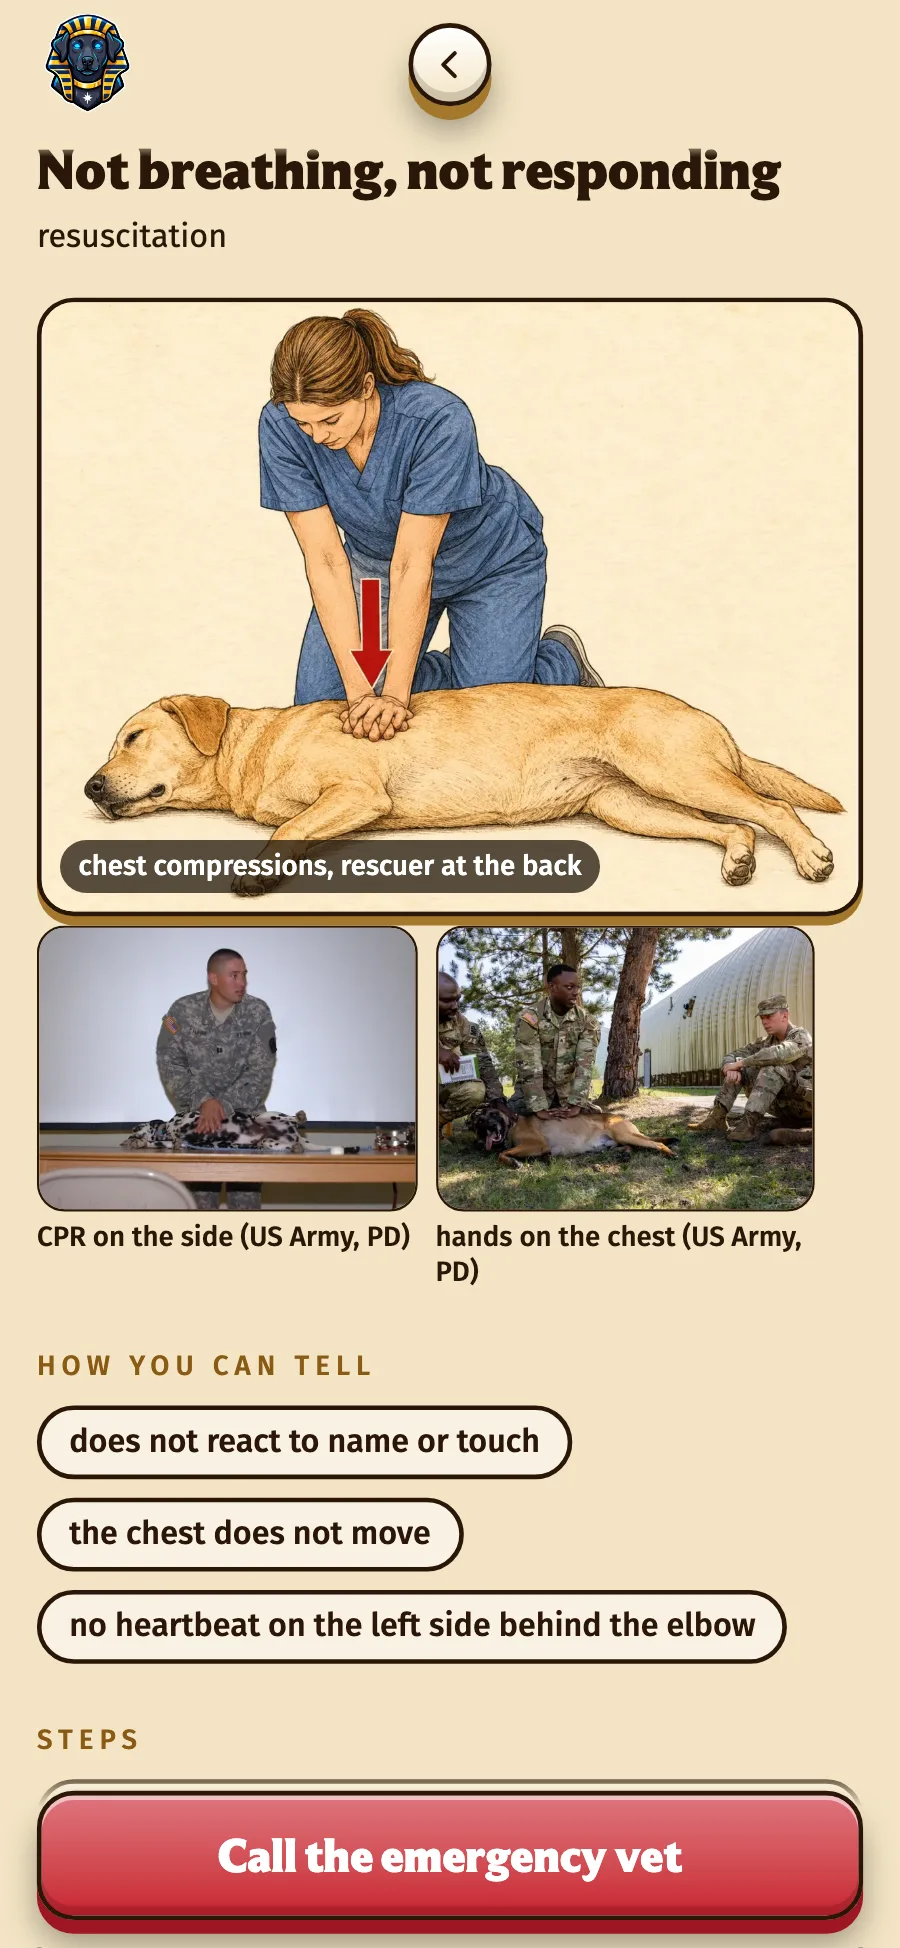 Not breathing, not responding
resuscitation
chest compressions, rescuer at the back
CPR on the side (US Army, PD)
hands on the chest (US Army,
PD)
HOW YOU CAN TELL
does not react to name or touch
the chest does not move
no heartbeat on the left side behind the elbow
STEPS
Call the emergency vet